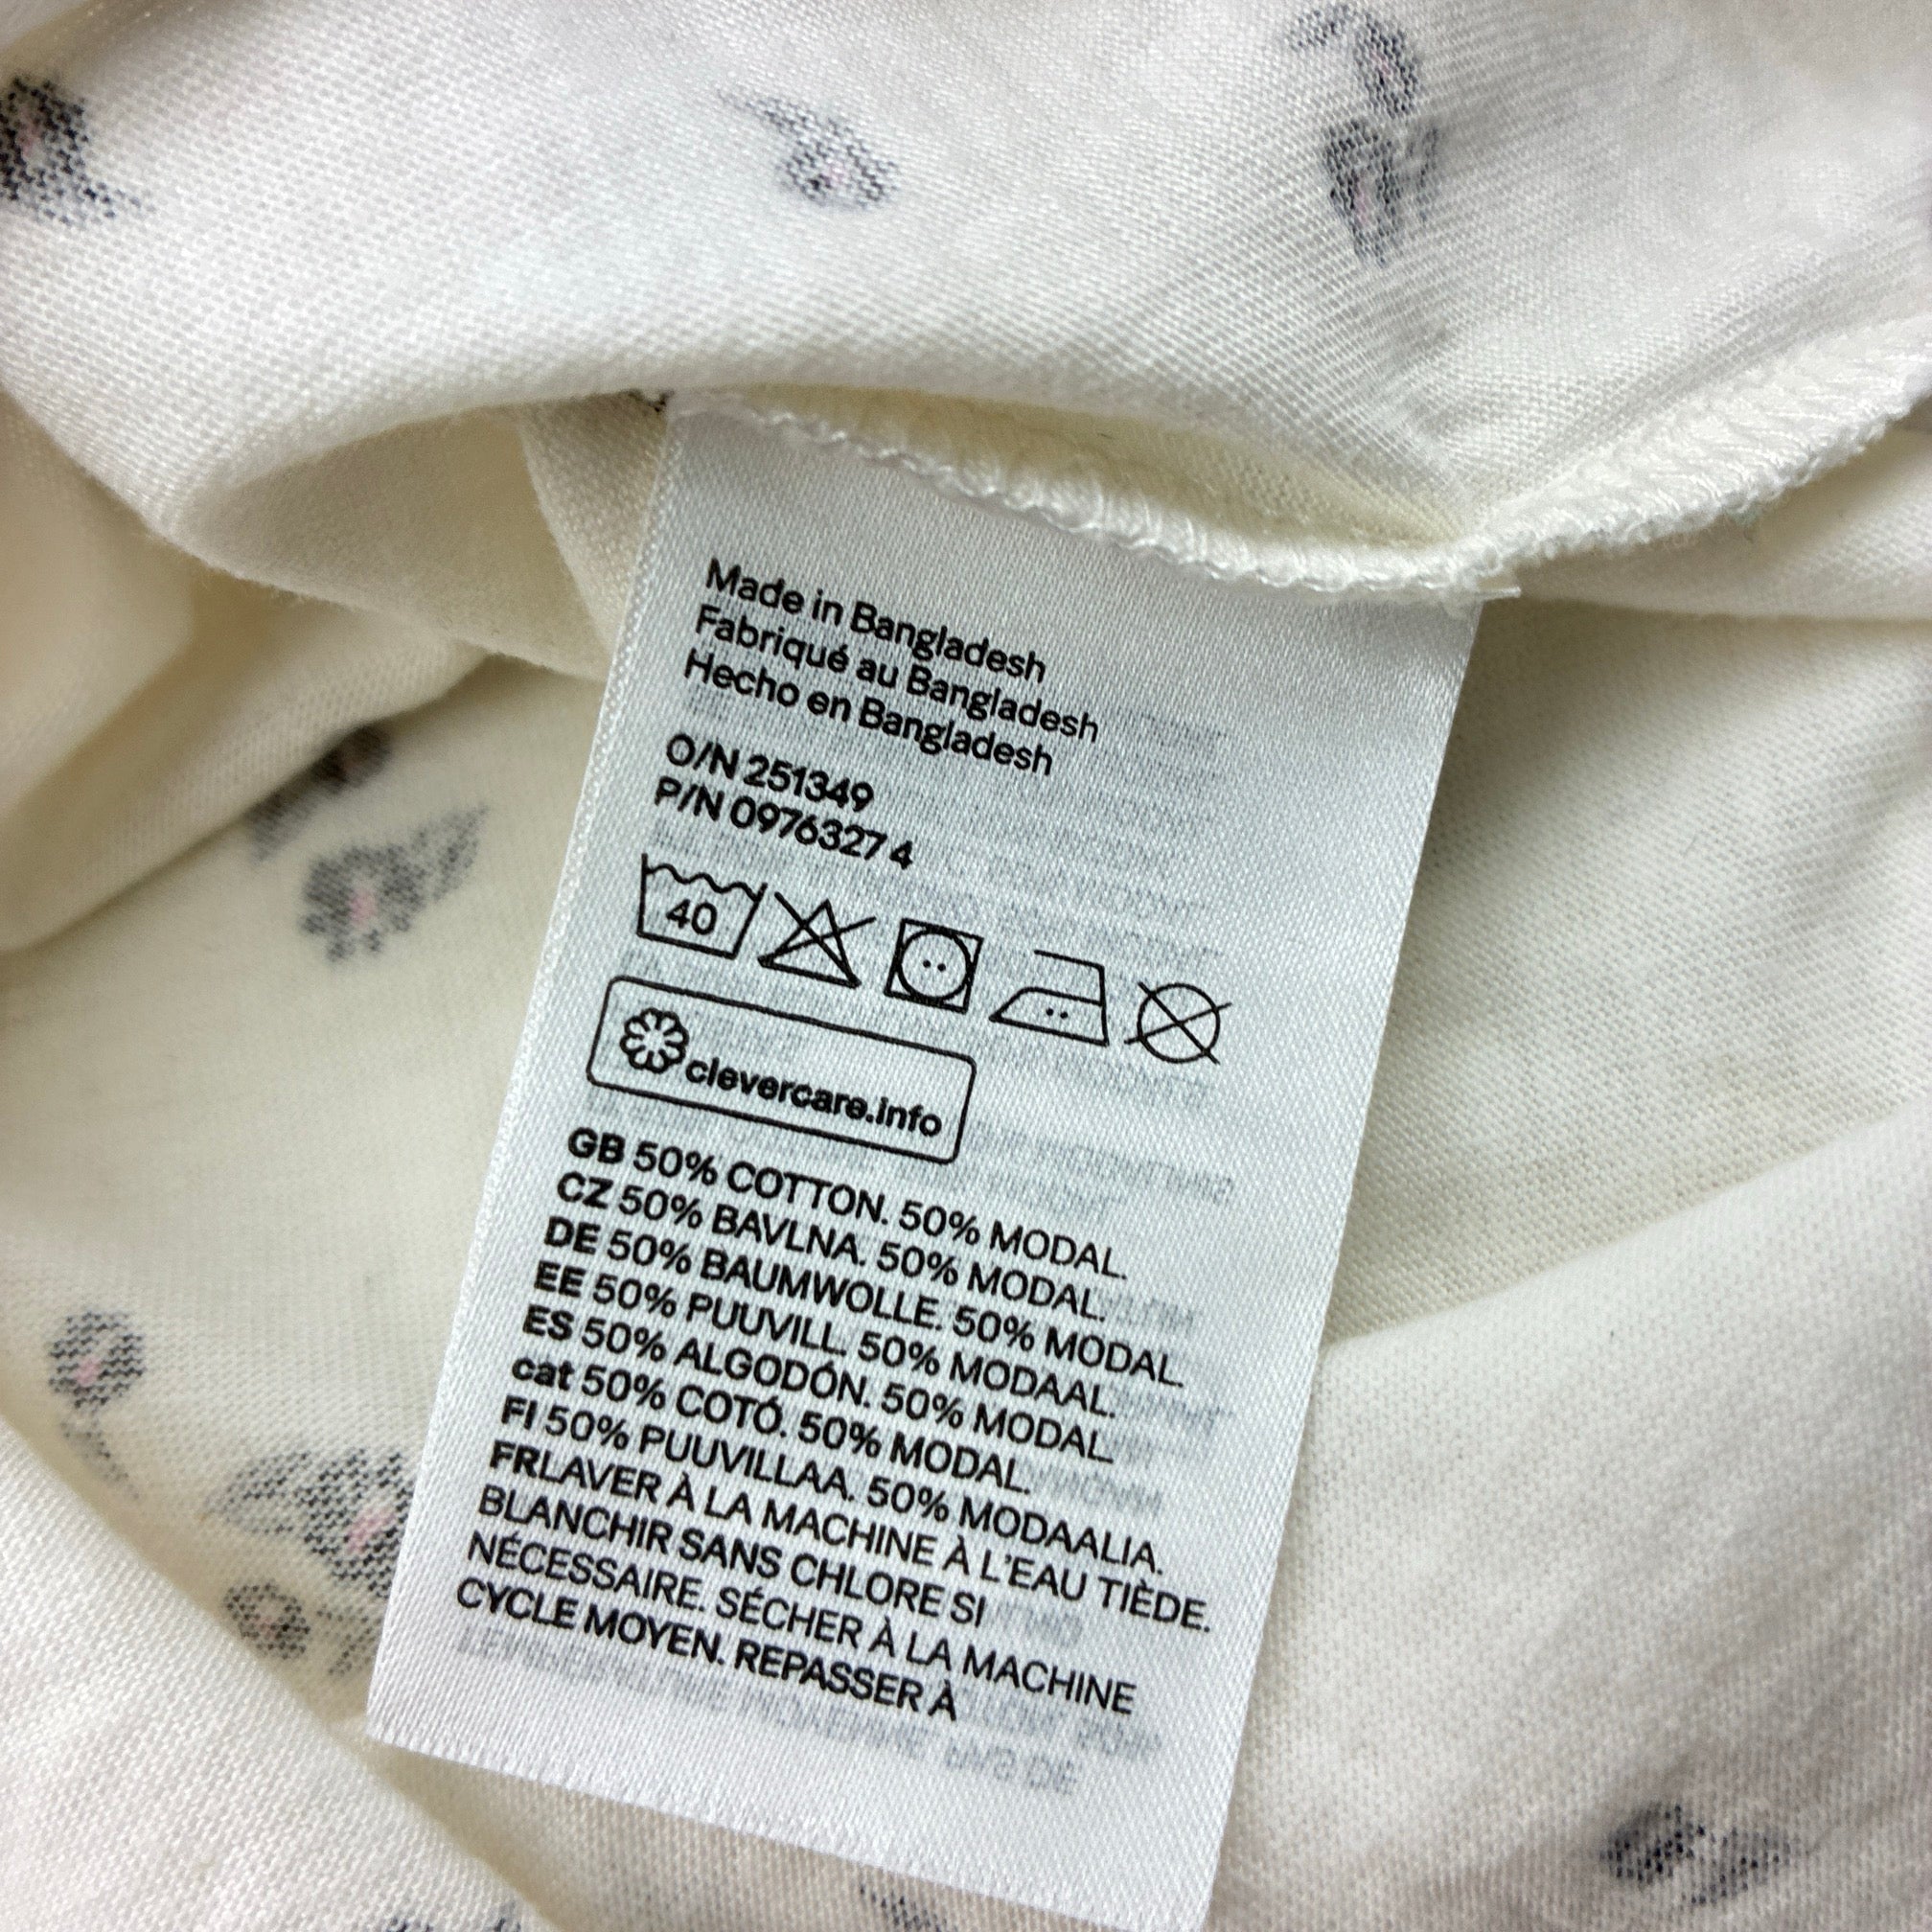 Made in Bangladesh
Fabriqué au Bangladesh
Hecho en Bangladesh
O/N 251349
P/N 0976327 4
40
clevercare.info
GB 50% COTTON. 50% MODAL.
CZ 50% BAVLNA. 50% MODAL.
DE 50% BAUMWOLLE. 50% MODAL.
EE 50% PUUVILL. 50% MODAAL.
ES 50% ALGODÓN. 50% MODAL.
cat 50% COTÓ. 50% MODAL.
FI 50% PUUVILLAA. 50% MODAALIA.
FRLAVER À LA MACHINE À L'EAU TIÈDE.
BLANCHIR SANS CHLORE SI
NÉCESSAIRE. SÉCHER À LA MACHINE
CYCLE MOYEN. REPASSER À